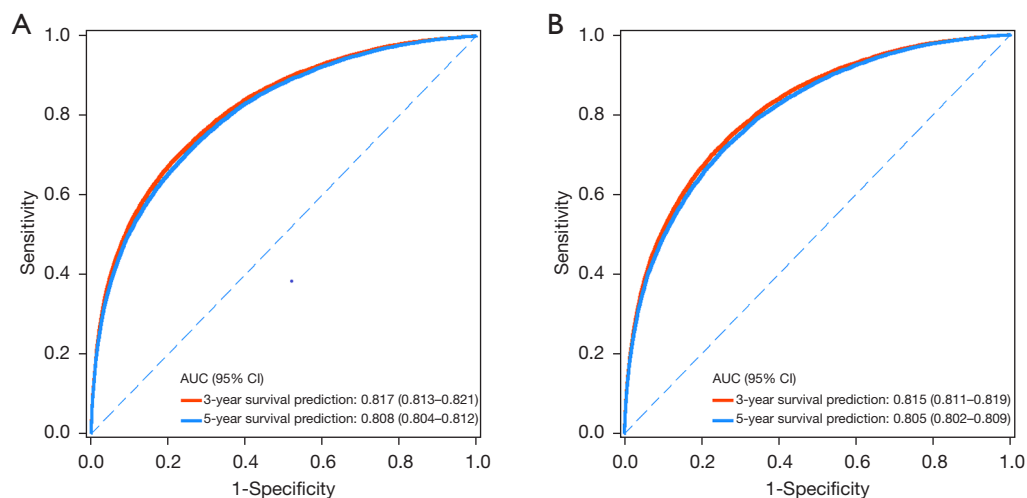 A
1.0
0.8
0.6
0.4
0.2
0.0
Sensitivity
AUC (95% CI)
3-year survival prediction: 0.817 (0.813–0.821)
5-year survival prediction: 0.808 (0.804–0.812)
0.0 0.2 0.4 0.6 0.8 1.0
1-Specificity
B
1.0
0.8
0.6
0.4
0.2
0.0
Sensitivity
AUC (95% CI)
3-year survival prediction: 0.815 (0.811–0.819)
5-year survival prediction: 0.805 (0.802–0.809)
0.0 0.2 0.4 0.6 0.8 1.0
1-Specificity